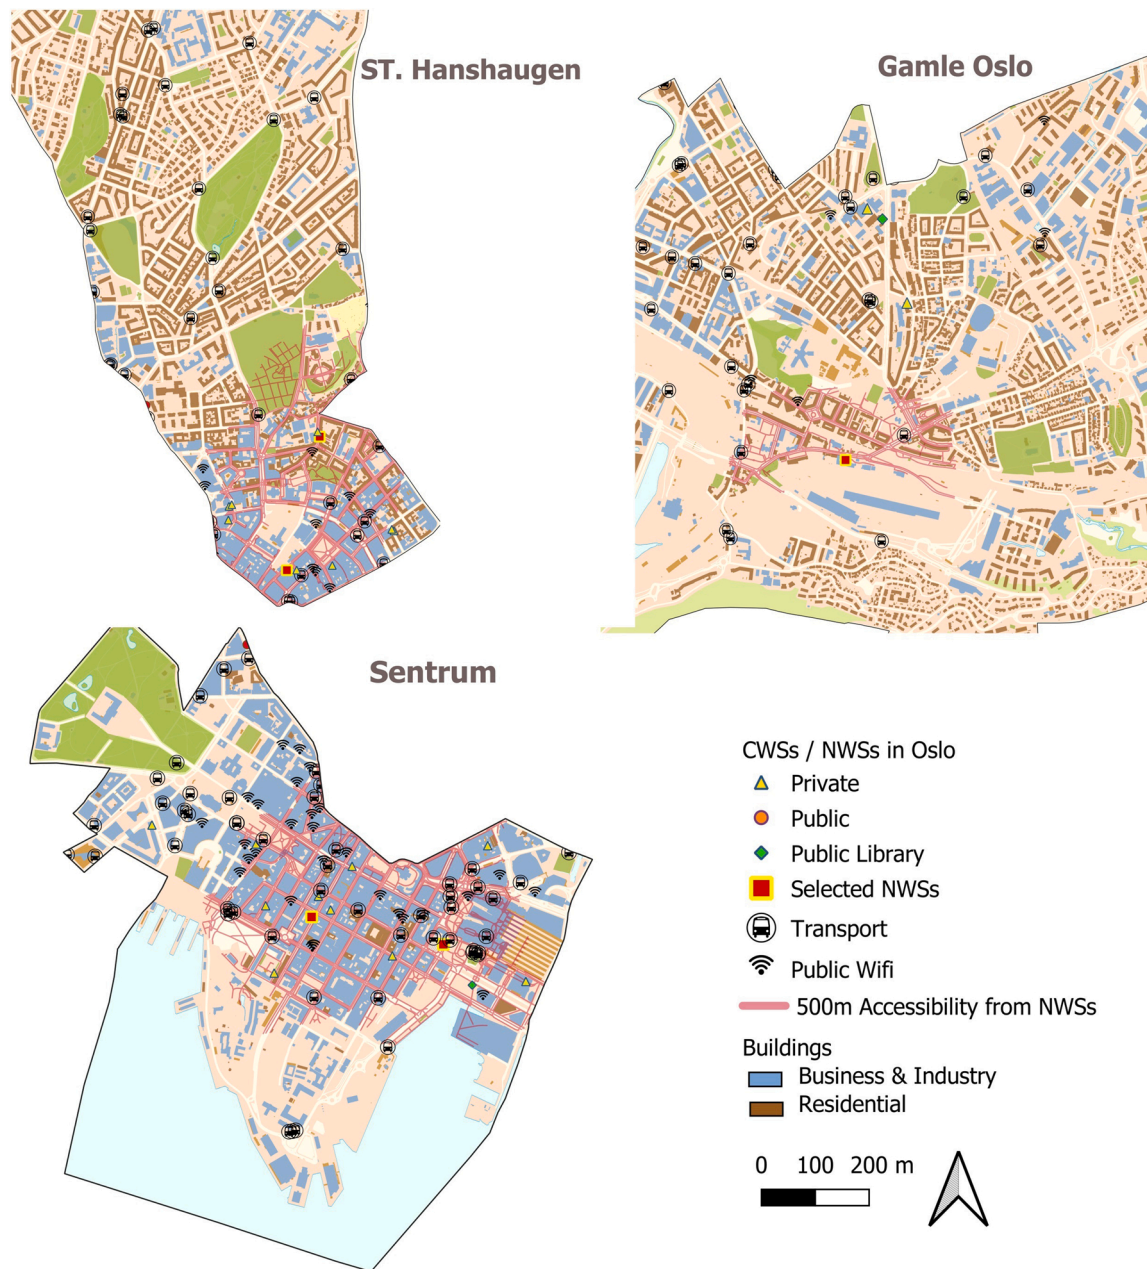 ST. Hanshaugen
Gamle Oslo
Sentrum
CWSs / NWSs in Oslo
Private
Public
Public Library
Selected NWSs
Transport
Public Wifi
500m Accessibility from NWSs
Buildings
Business & Industry
Residential
0 100 200 m